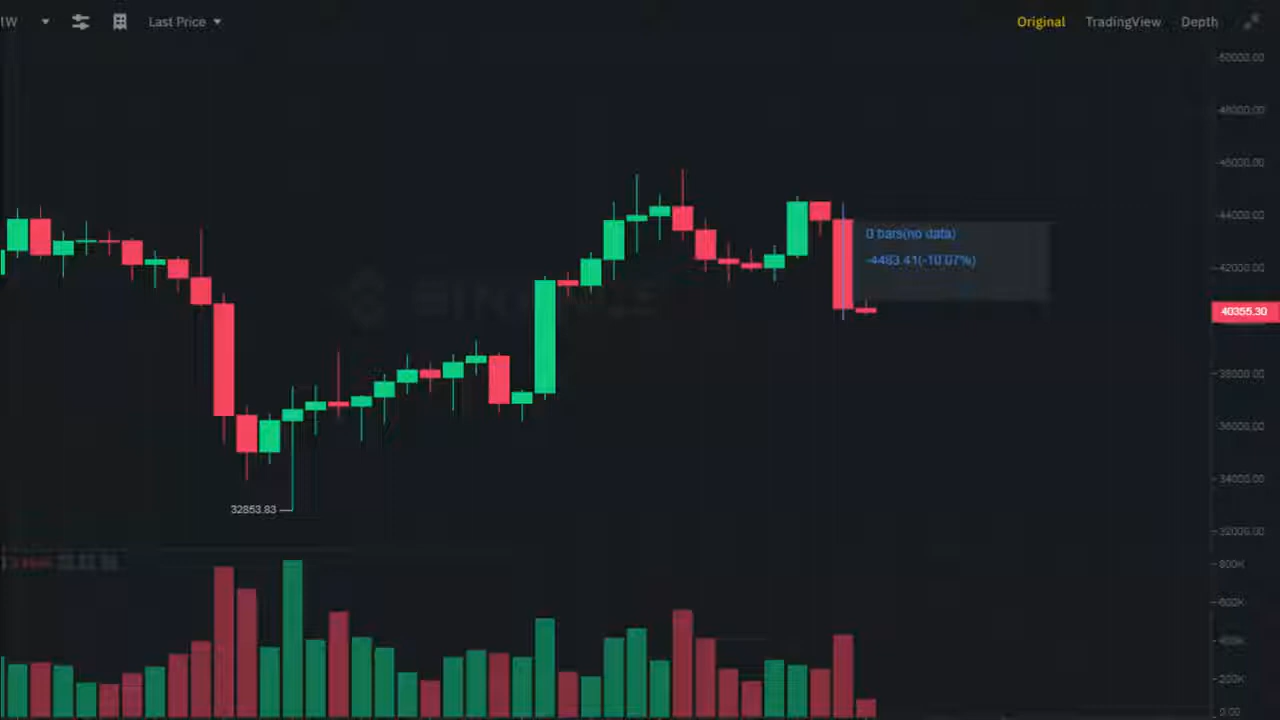 1W
Last Price
Original
TradingView
Depth
50000.00
48000.00
46000.00
44000.00
0 bars(no data)
-4483.41(-10.07%)
42000.00
40355.30
38000.00
36000.00
34000.00
32853.83
32000.00
800K
600K
400K
200K
0.00